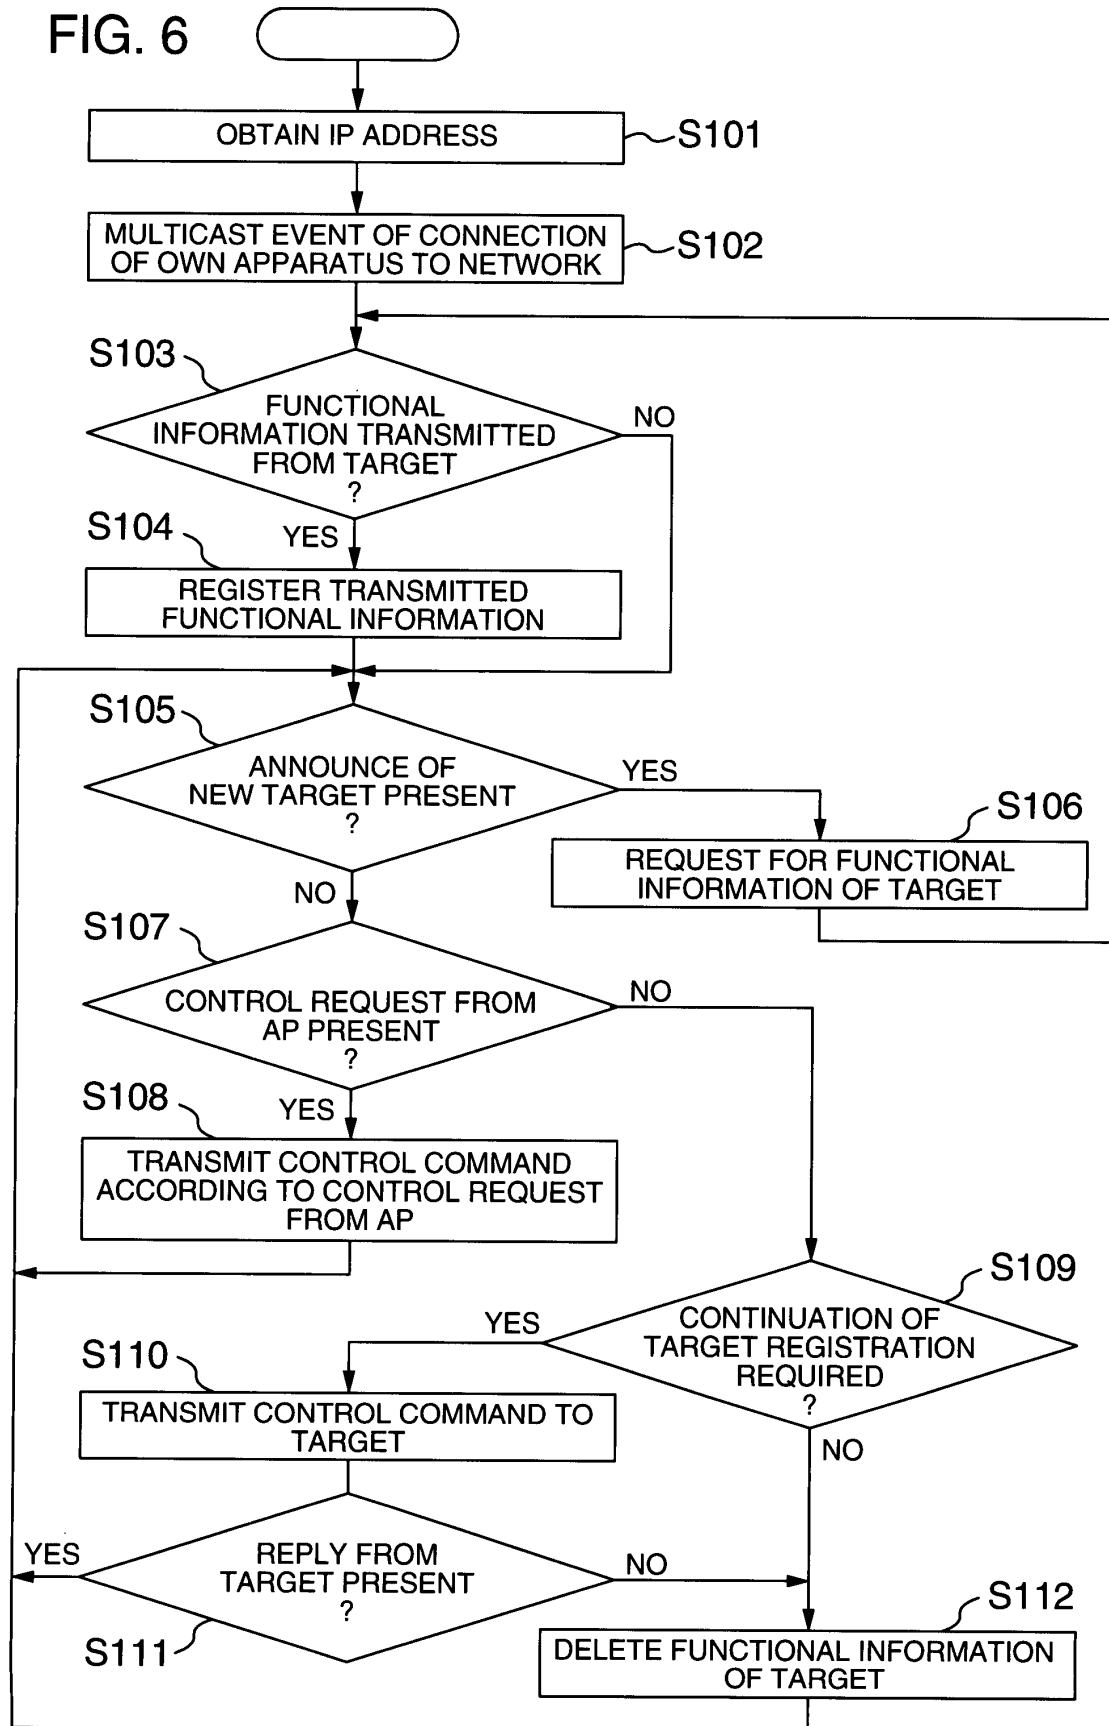 FIG. 6
OBTAIN IP ADDRESS
S101
MULTICAST EVENT OF CONNECTION
OF OWN APPARATUS TO NETWORK
S102
S103
FUNCTIONAL
INFORMATION TRANSMITTED
FROM TARGET
?
NO
YES
S104
REGISTER TRANSMITTED
FUNCTIONAL INFORMATION
S105
ANNOUNCE OF
NEW TARGET PRESENT
?
YES
NO
S106
REQUEST FOR FUNCTIONAL
INFORMATION OF TARGET
S107
CONTROL REQUEST FROM
AP PRESENT
?
NO
YES
S108
TRANSMIT CONTROL COMMAND
ACCORDING TO CONTROL REQUEST
FROM AP
S109
CONTINUATION OF
TARGET REGISTRATION
REQUIRED
?
YES
NO
S110
TRANSMIT CONTROL COMMAND TO
TARGET
REPLY FROM
TARGET PRESENT
?
YES
NO
S111
S112
DELETE FUNCTIONAL INFORMATION
OF TARGET